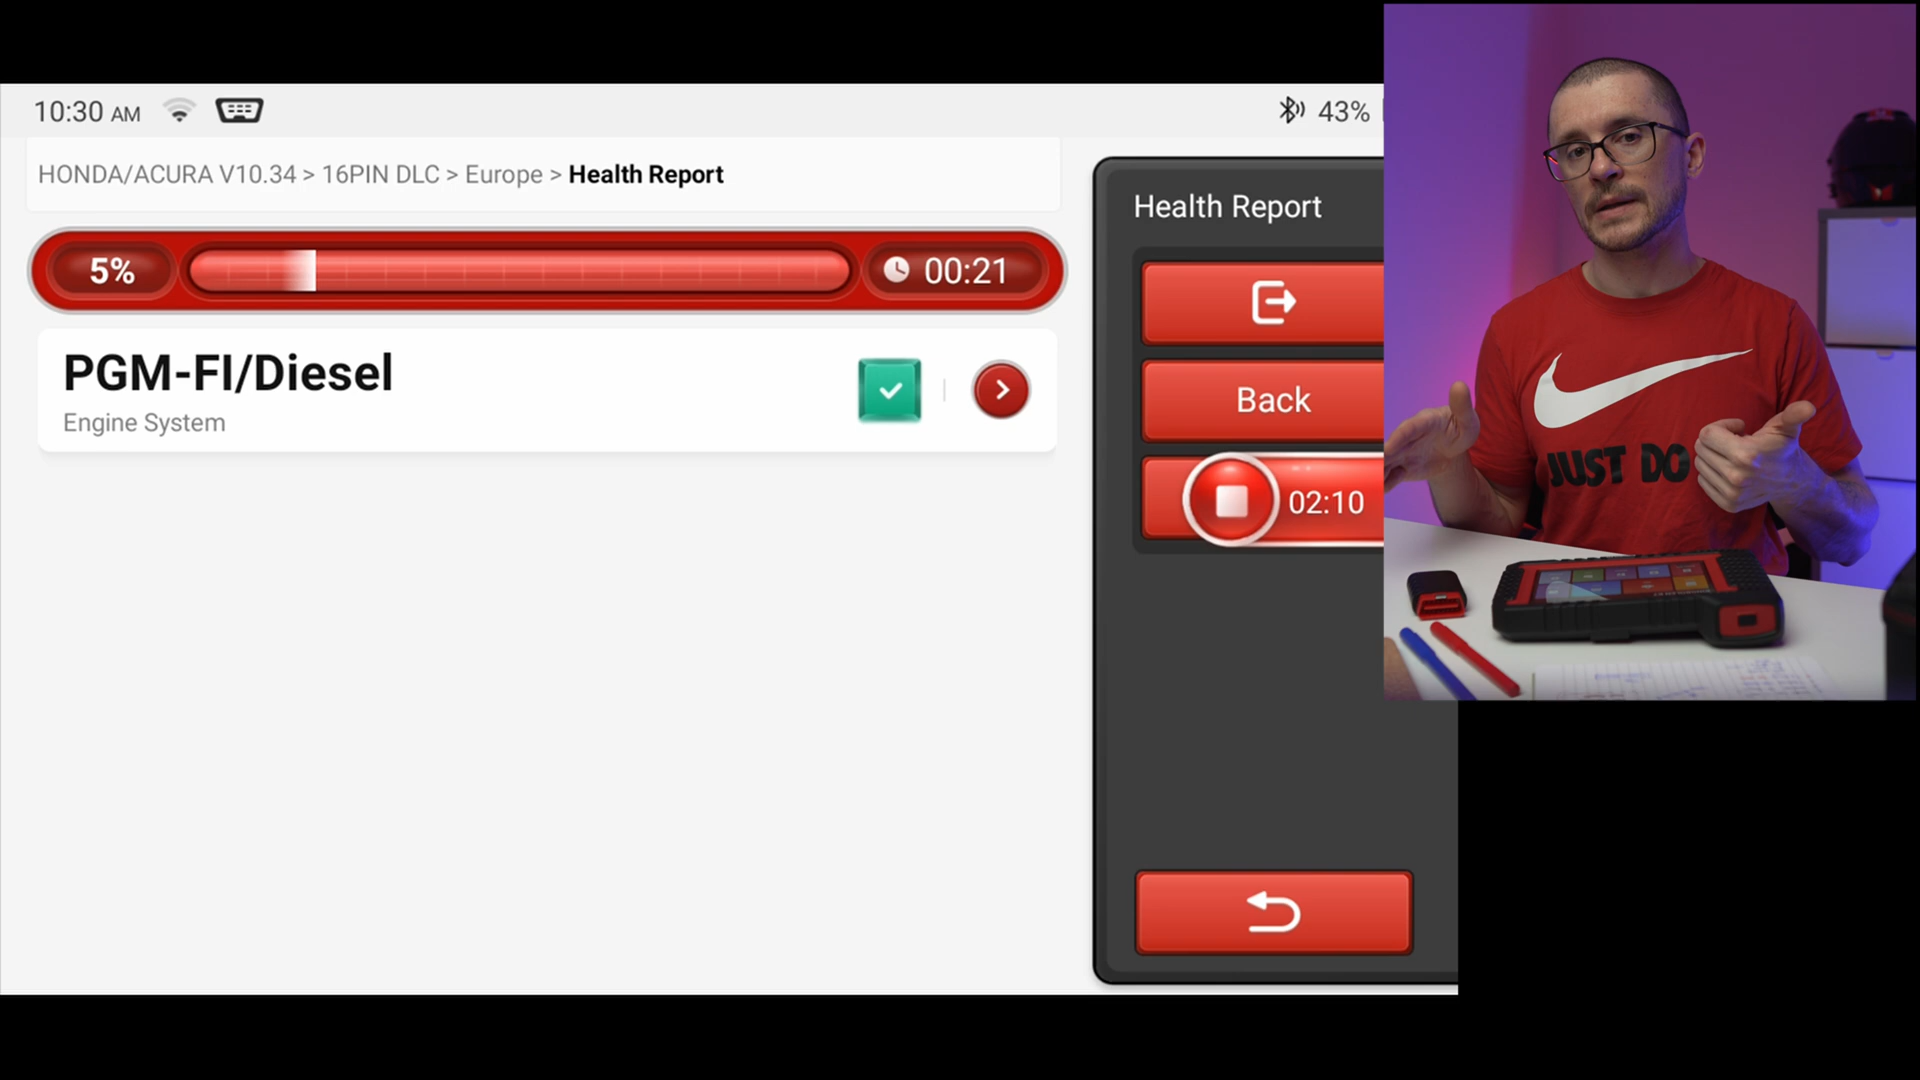 10:30 AM
43%
HONDA/ACURA V10.34 > 16PIN DLC > Europe > Health Report
5%
00:21
PGM-FI/Diesel
Engine System
Health Report
Back
02:10
JUST DO